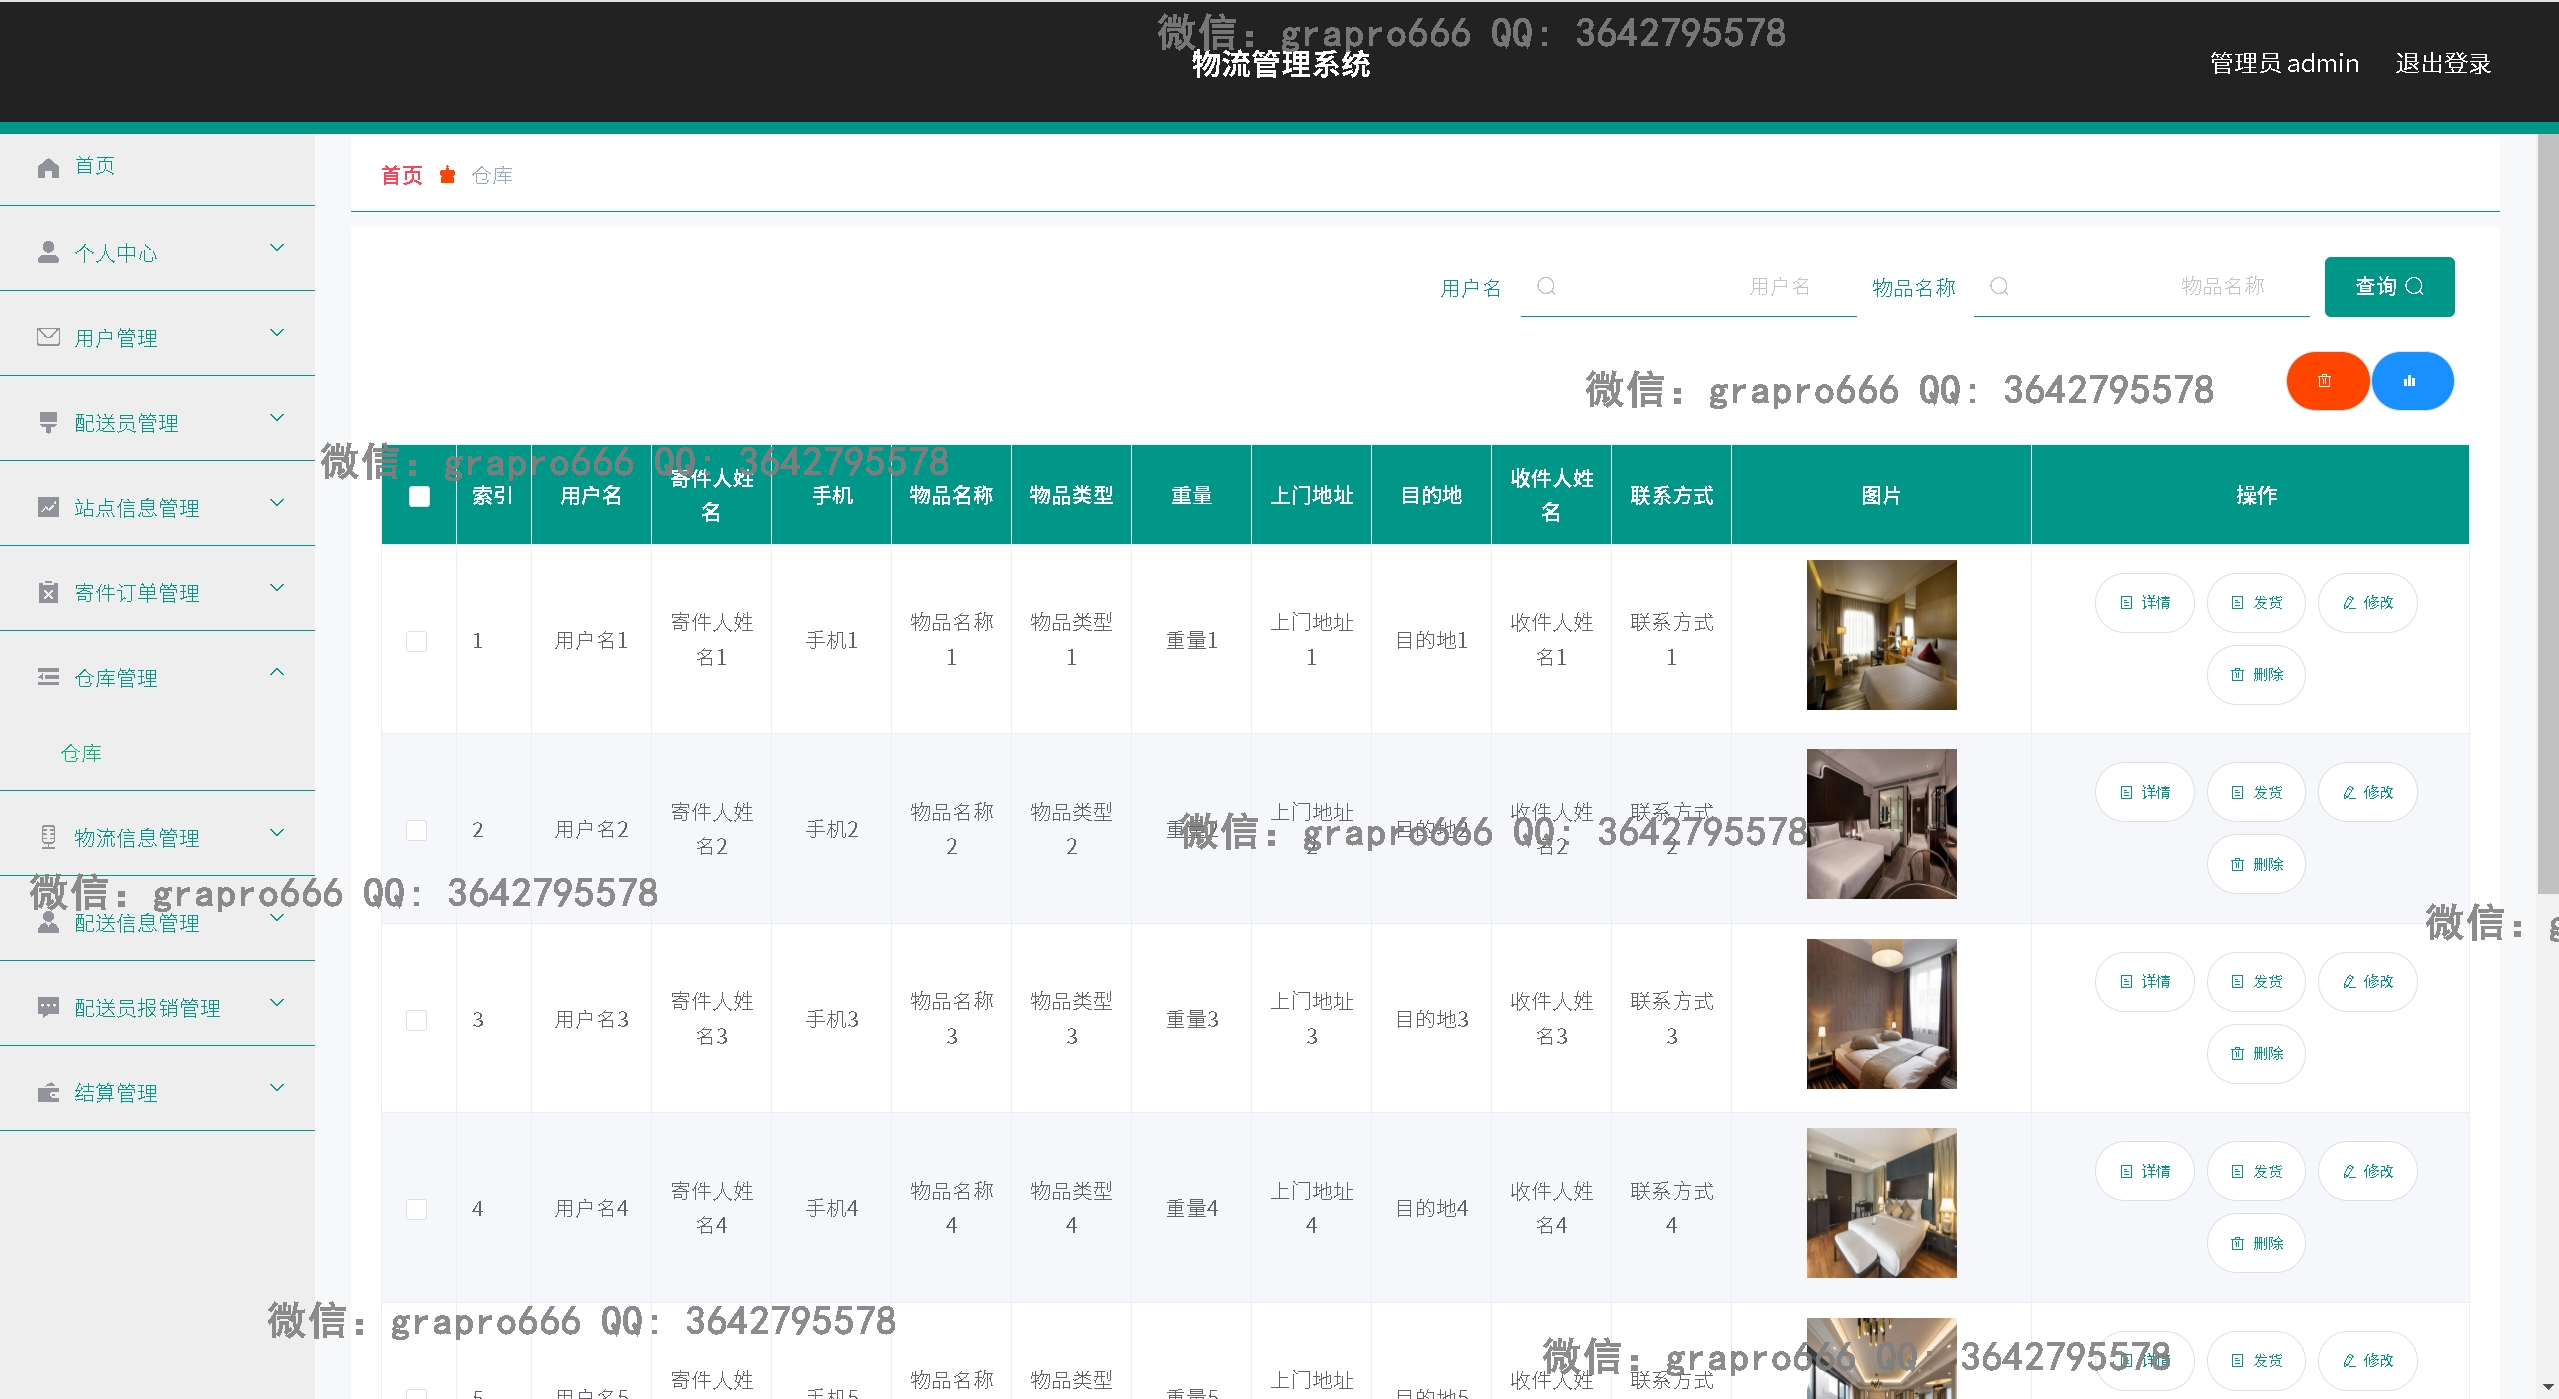 微信：grapro666 QQ：3642795578
物流管理系统
管理员 admin 退出登录
首页
个人中心
用户管理
配送员管理
站点信息管理
寄件订单管理
仓库管理
仓库
物流信息管理
配送信息管理
配送员报销管理
结算管理
首页 仓库
用户名 用户名 物品名称 物品名称 查询
微信：grapro666 QQ：3642795578
微信：grapro666 QQ：3642795578
索引 用户名 寄件人姓名 手机 物品名称 物品类型 重量 上门地址 目的地 收件人姓名 联系方式 图片 操作
1 用户名1 寄件人姓名1 手机1 物品名称1 物品类型1 重量1 上门地址1 目的地1 收件人姓名1 联系方式1 详情 发货 修改
删除
2 用户名2 寄件人姓名2 手机2 物品名称2 物品类型2 重量2 上门地址2 目的地2 收件人姓名2 联系方式2 详情 发货 修改
删除
微信：grapro666 QQ：3642795578
微信：grapro666 QQ：3642795578
微信：g
3 用户名3 寄件人姓名3 手机3 物品名称3 物品类型3 重量3 上门地址3 目的地3 收件人姓名3 联系方式3 详情 发货 修改
删除
4 用户名4 寄件人姓名4 手机4 物品名称4 物品类型4 重量4 上门地址4 目的地4 收件人姓名4 联系方式4 详情 发货 修改
删除
微信：grapro666 QQ：3642795578
微信：grapro666 QQ：3642795578
5 用户名5 寄件人姓 手机5 物品名称 物品类型 重量5 上门地址 目的地5 收件人姓 联系方式 详情 发货 修改